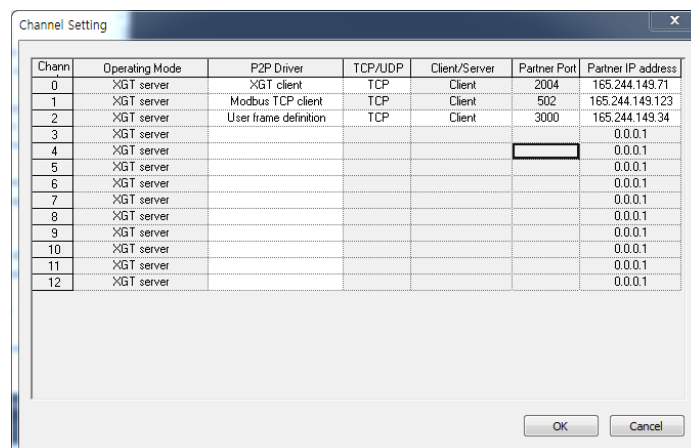 Channel Setting
x
Chann Operating Mode P2P Driver TCP/UDP Client/Server Partner Port Partner IP address
0 XGT server XGT client TCP Client 2004 165.244.149.71
1 XGT server Modbus TCP client TCP Client 502 165.244.149.123
2 XGT server User frame definition TCP Client 3000 165.244.149.34
3 XGT server 0.0.0.1
4 XGT server 0.0.0.1
5 XGT server 0.0.0.1
6 XGT server 0.0.0.1
7 XGT server 0.0.0.1
8 XGT server 0.0.0.1
9 XGT server 0.0.0.1
10 XGT server 0.0.0.1
11 XGT server 0.0.0.1
12 XGT server 0.0.0.1
OK Cancel